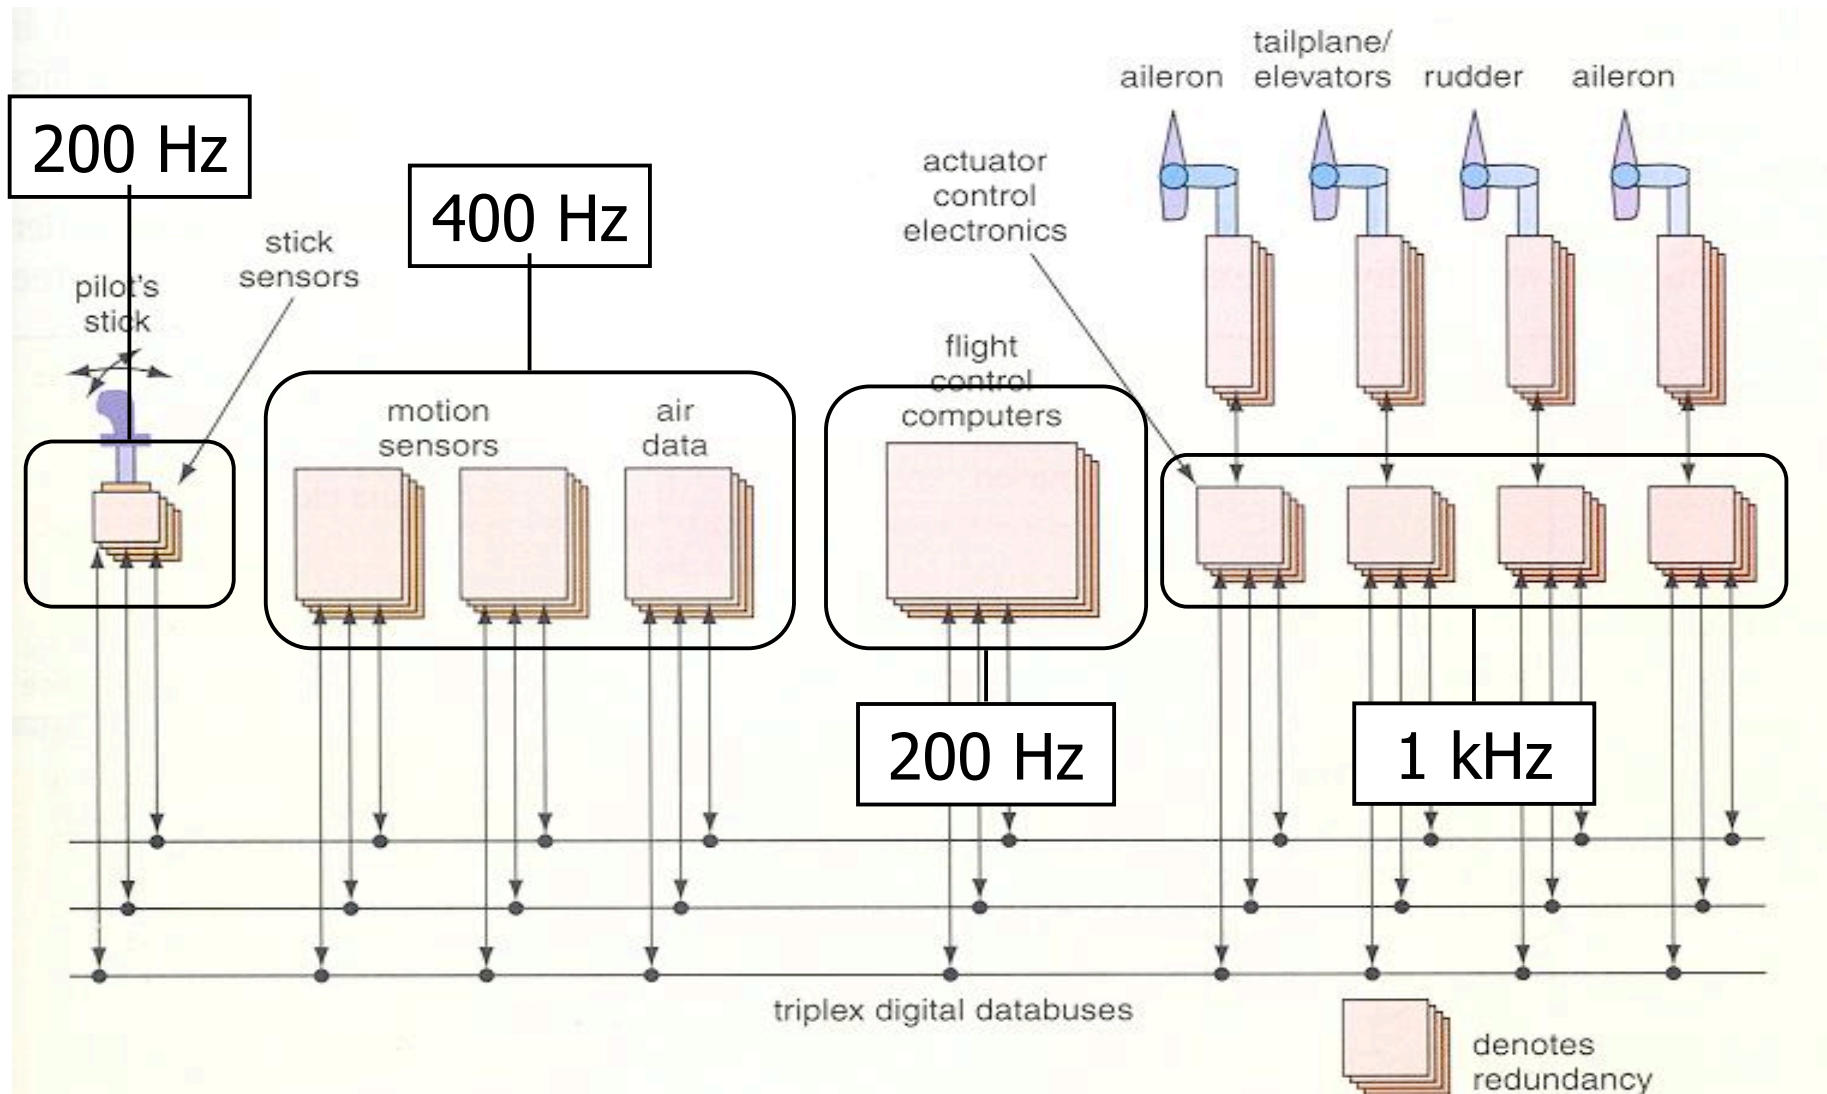 tailplane/
aileron elevators rudder aileron
200 Hz
400 Hz
actuator
control
electronics
stick
sensors
pilot's
stick
flight
control
computers
motion
sensors
air
data
200 Hz
1 kHz
triplex digital databuses
denotes
redundancy